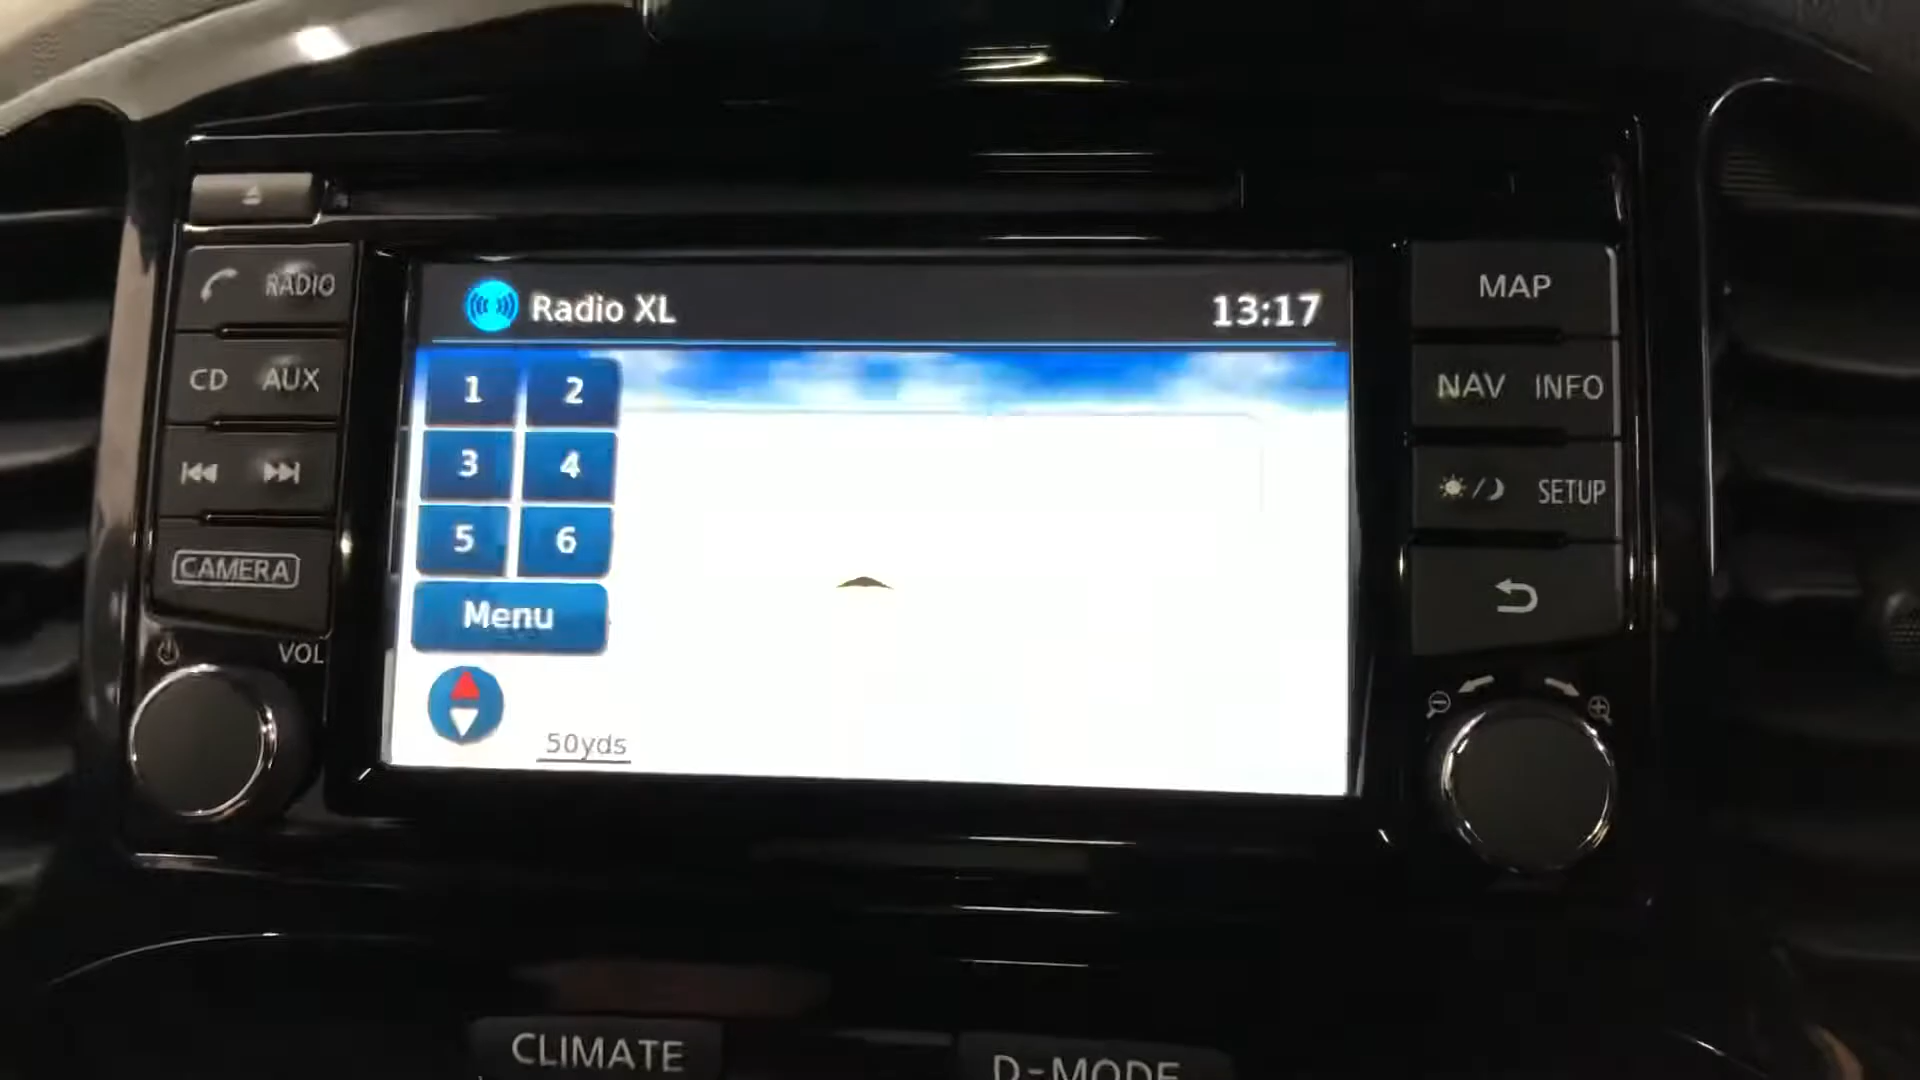 RADIO
CD AUX
CAMERA
VOL
Radio XL 13:17
1 2
3 4
5 6
Menu
50yds
MAP
NAV INFO
SETUP
CLIMATE
D-MODE